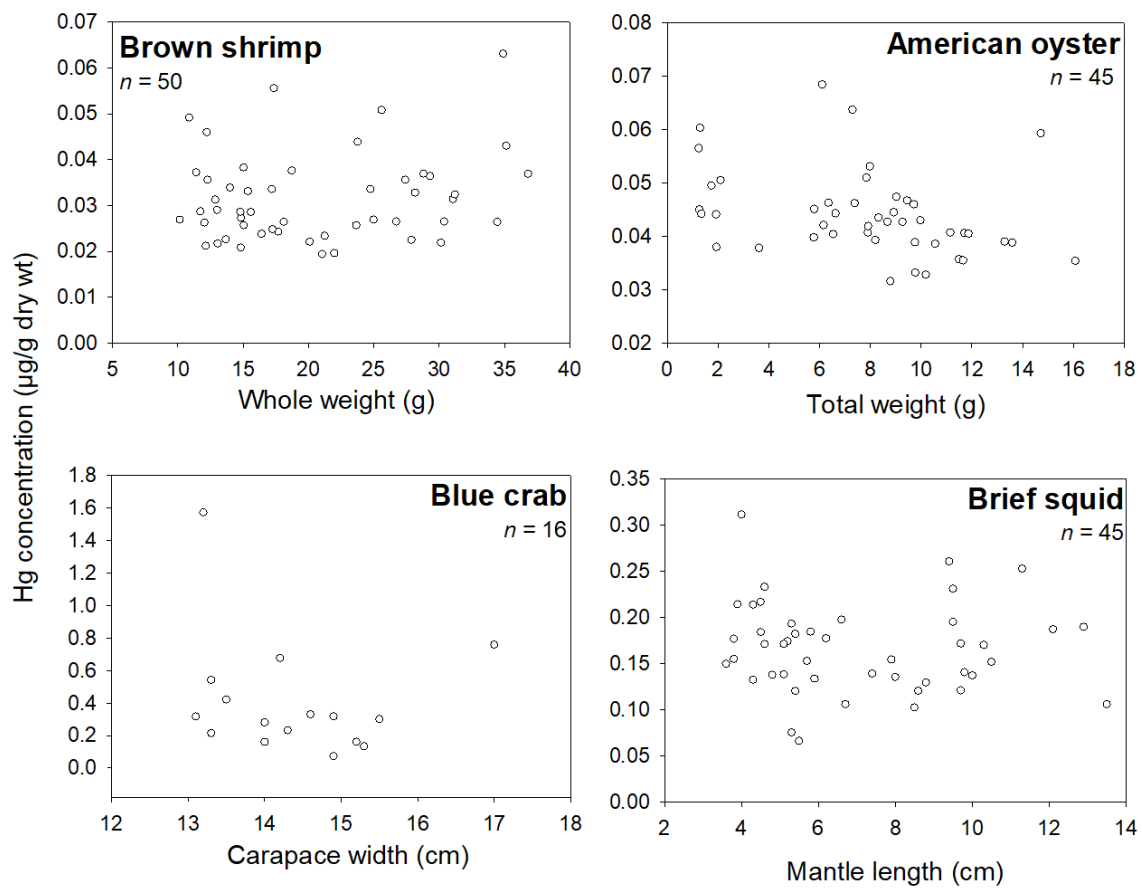 Hg concentration (µg/g dry wt)
Brown shrimp
n = 50
0.07
0.06
0.05
0.04
0.03
0.02
0.01
0.00
5 10 15 20 25 30 35 40
Whole weight (g)
American oyster
n = 45
0.08
0.07
0.06
0.05
0.04
0.03
0.02
0 2 4 6 8 10 12 14 16 18
Total weight (g)
Blue crab
n = 16
1.8
1.6
1.4
1.2
1.0
0.8
0.6
0.4
0.2
0.0
12 13 14 15 16 17 18
Carapace width (cm)
Brief squid
n = 45
0.35
0.30
0.25
0.20
0.15
0.10
0.05
0.00
2 4 6 8 10 12 14
Mantle length (cm)